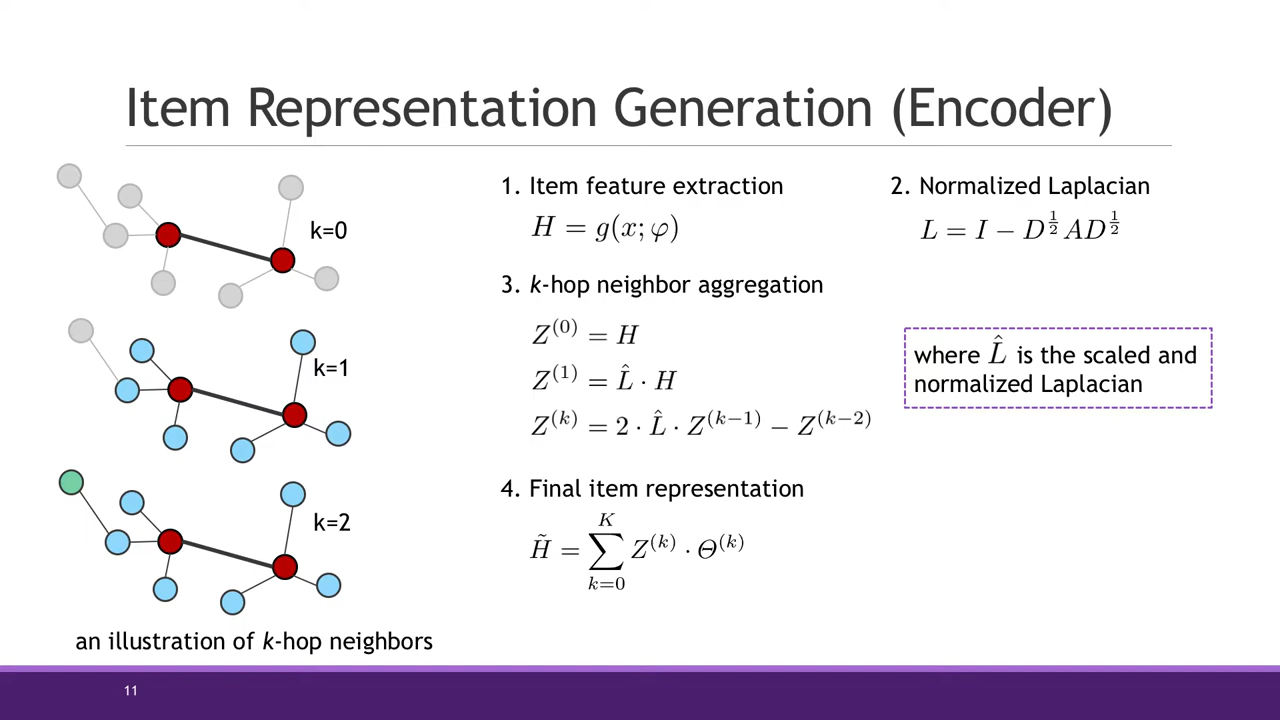 Item Representation Generation (Encoder)
k=0
k=1
k=2
an illustration of k-hop neighbors
1. Item feature extraction
H = g(x; φ)
2. Normalized Laplacian
L = I − D^{1/2} A D^{1/2}
3. k-hop neighbor aggregation
Z^{(0)} = H
Z^{(1)} = L̂ · H
Z^{(k)} = 2 · L̂ · Z^{(k−1)} − Z^{(k−2)}
where L̂ is the scaled and
normalized Laplacian
4. Final item representation
H̃ = ∑_{k=0}^{K} Z^{(k)} · Θ^{(k)}
11